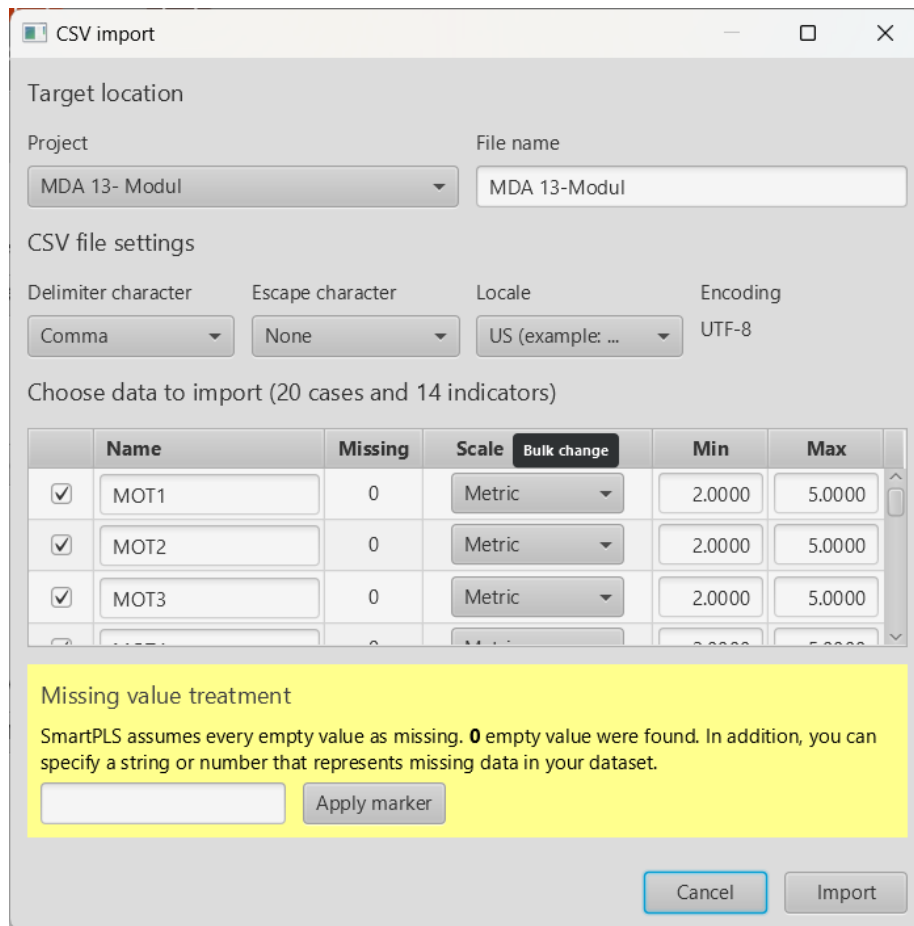 CSV import
Target location
Project File name
MDA 13- Modul MDA 13-Modul
CSV file settings
Delimiter character Escape character Locale Encoding
Comma None US (example: ... UTF-8
Choose data to import (20 cases and 14 indicators)
Name Missing Scale Bulk change Min Max
MOT1 0 Metric 2.0000 5.0000
MOT2 0 Metric 2.0000 5.0000
MOT3 0 Metric 2.0000 5.0000
Missing value treatment
SmartPLS assumes every empty value as missing. 0 empty value were found. In addition, you can
specify a string or number that represents missing data in your dataset.
Apply marker
Cancel Import